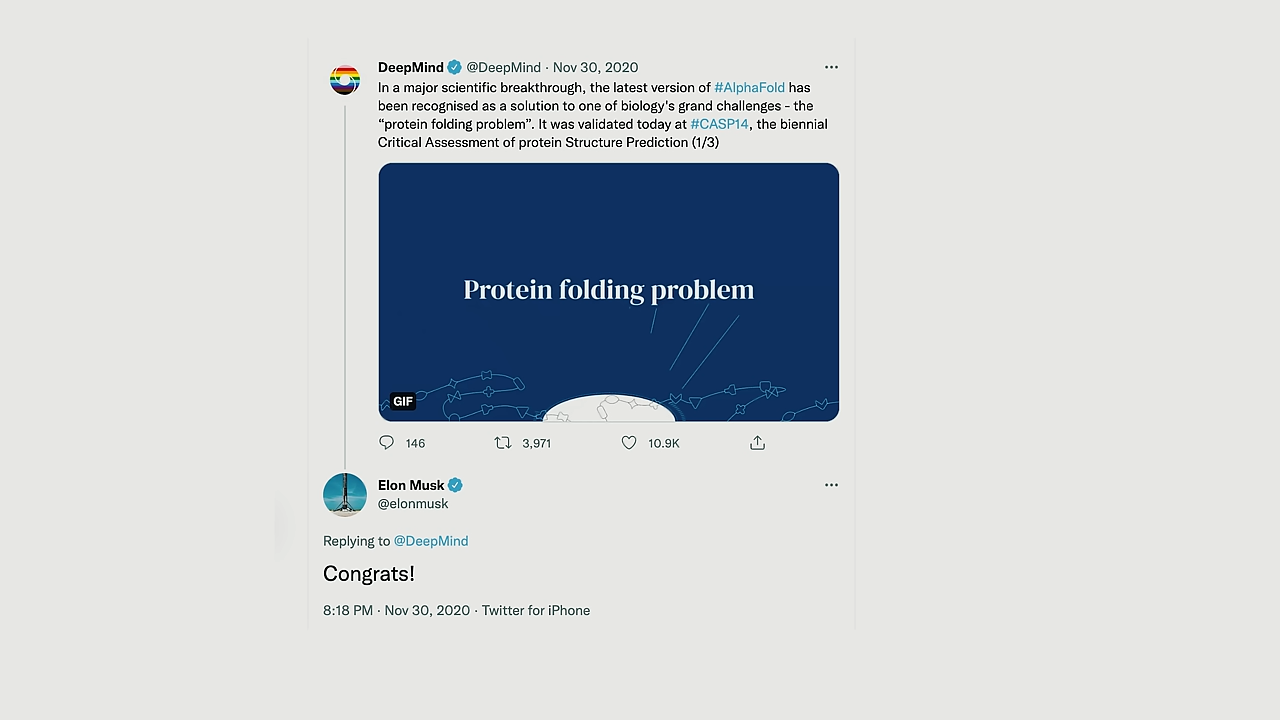 DeepMind @DeepMind · Nov 30, 2020
In a major scientific breakthrough, the latest version of #AlphaFold has
been recognised as a solution to one of biology's grand challenges - the
“protein folding problem”. It was validated today at #CASP14, the biennial
Critical Assessment of protein Structure Prediction (1/3)
Protein folding problem
GIF
146 3,971 10.9K
Elon Musk
@elonmusk
Replying to @DeepMind
Congrats!
8:18 PM · Nov 30, 2020 · Twitter for iPhone